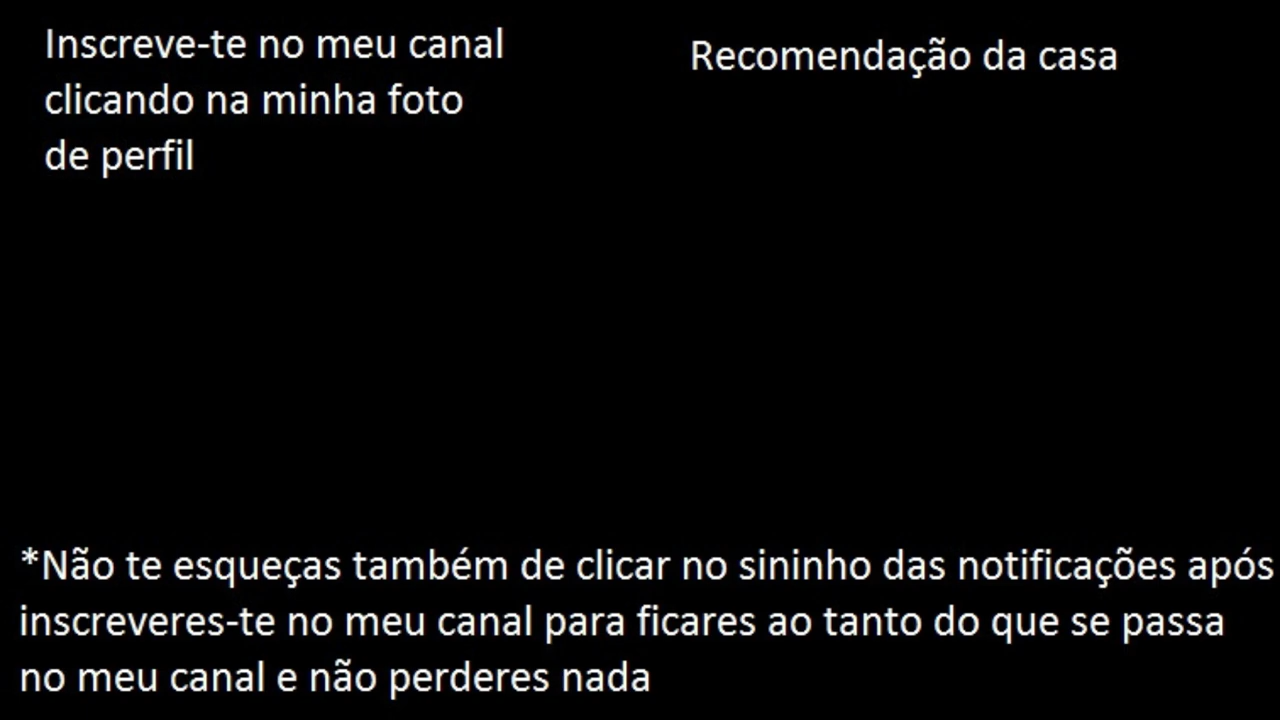 Inscreve-te no meu canal
clicando na minha foto
de perfil
Recomendação da casa
*Não te esqueças também de clicar no sininho das notificações após
inscreveres-te no meu canal para ficares ao tanto do que se passa
no meu canal e não perderes nada